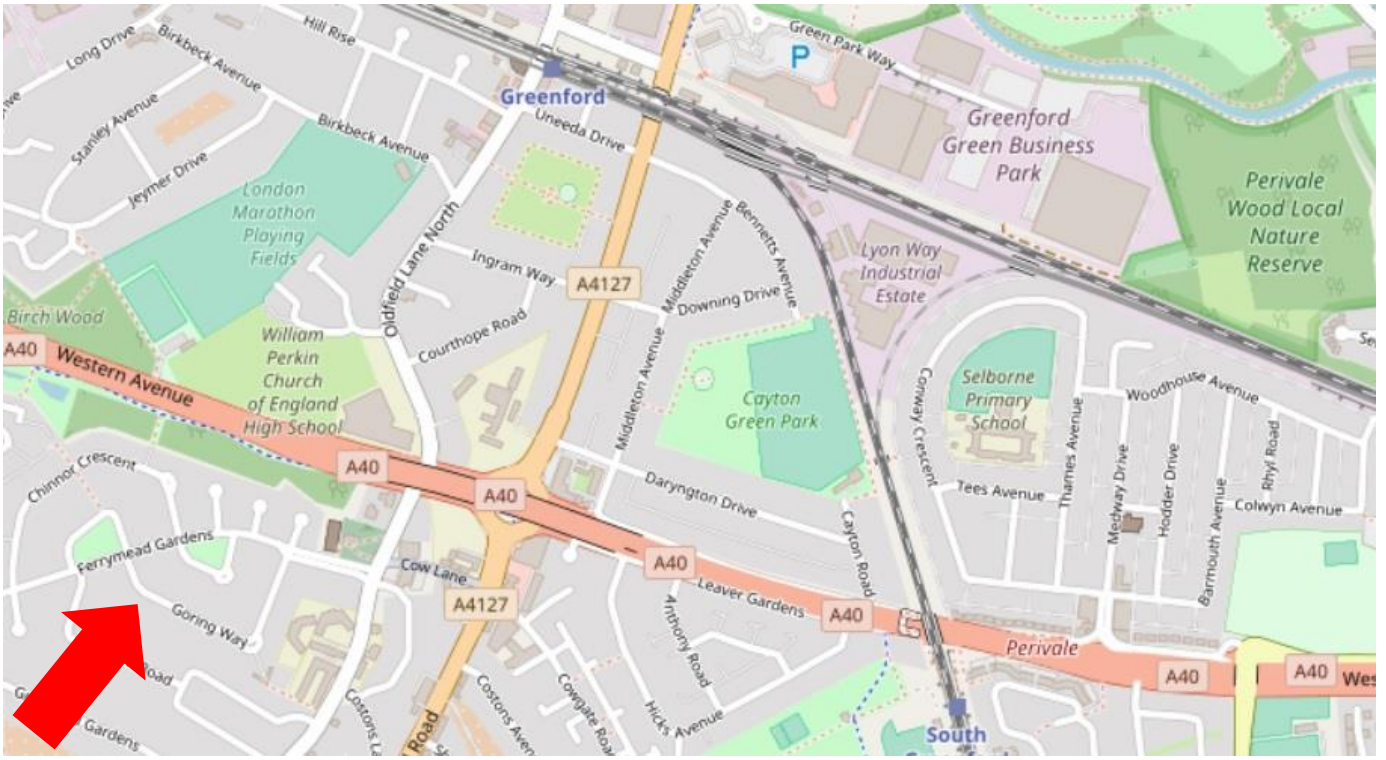 Hill Rise
Long Drive
Birkbeck Avenue
Green Park Way
P
Greenford
Stanley Avenue
Birkbeck Avenue
Uneeda Drive
Greenford
Green Business
Park
Jeymer Drive
London
Marathon
Playing
Fields
Perivale
Wood Local
Nature
Reserve
Oldfield Lane North
Middleton Avenue
Bennetts Avenue
Ingram Way
A4127
Lyon Way
Industrial
Estate
Downing Drive
Birch Wood
A40
Western Avenue
William
Perkin
Church
of England
High School
Courthope Road
Middleton Avenue
Cayton
Green Park
Conway Crescent
Selborne
Primary
School
Woodhouse Avenue
Thames Avenue
Medway Drive
Hodder Drive
Rhyl Road
Chinnor Crescent
A40
A40
Daryngton Drive
Tees Avenue
Colwyn Avenue
Barmouth Avenue
Cayton Road
Ferrymead Gardens
Cow Lane
A40
Leaver Gardens
A4127
A40
Goring Way
Anthony Road
Perivale
A40
A40
Road
Gardens
Costons
Road
Costons
Cowgate
Hicks Avenue
South